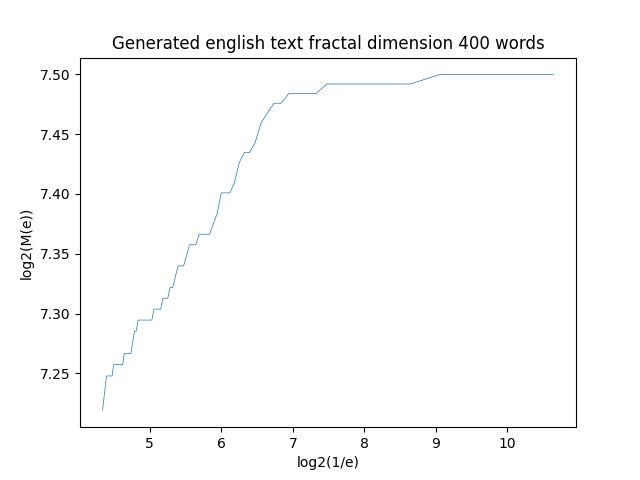 Generated english text fractal dimension 400 words
7.50
7.45
7.40
7.35
7.30
7.25
log2(M(e))
5 6 7 8 9 10
log2(1/e)